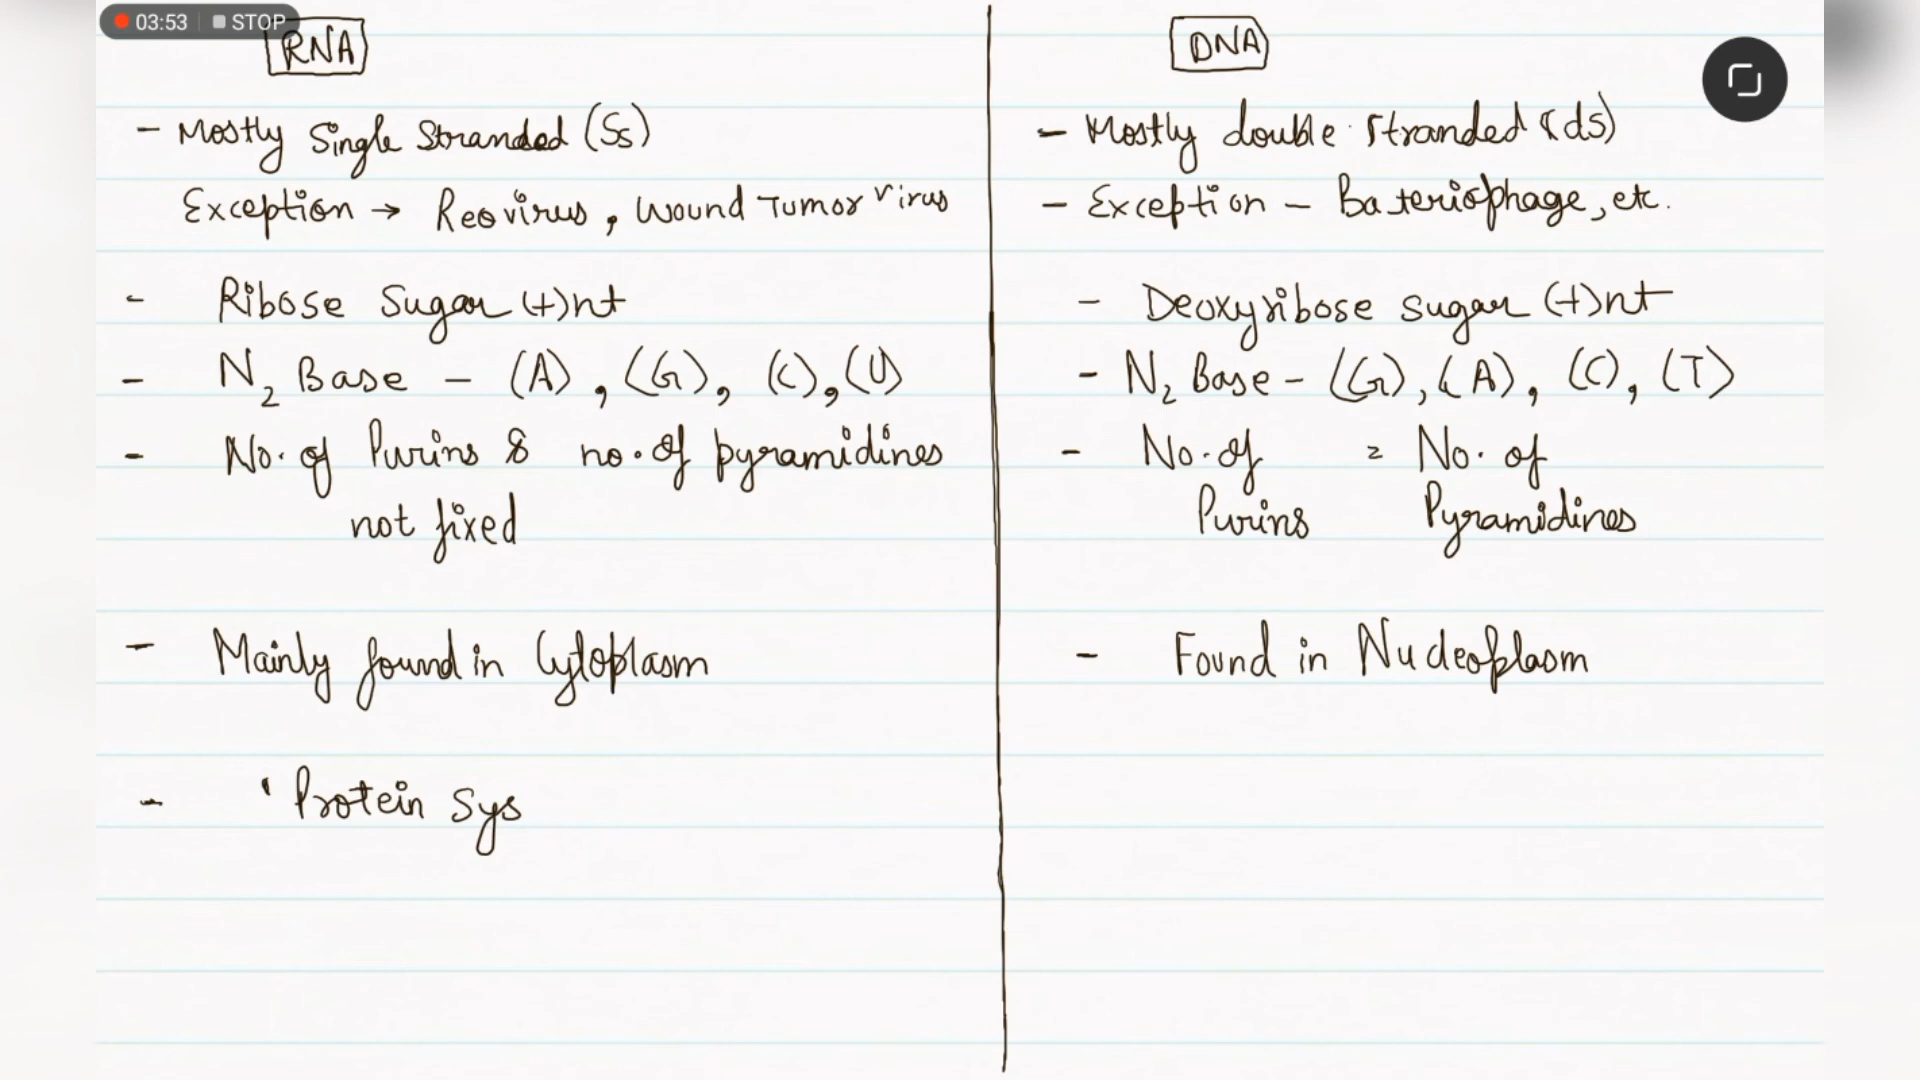 03:53 STOP
RNA
- Mostly Single Stranded (Ss)
Exception → Reovirus, Wound Tumor Virus
- Ribose Sugar (+)nt
- N2 Base - (A), (G), (C), (U)
- No. of Purins & no. of pyramidines
not fixed
- Mainly found in Cytoplasm
- Protein Sys
DNA
- Mostly double Stranded (ds)
- Exception - Bateriophage, etc.
- Deoxyribose sugar (+)nt
- N2 Base - (G), (A), (C), (T)
- No. of = No. of
Purins Pyramidines
- Found in Nucleoplasm